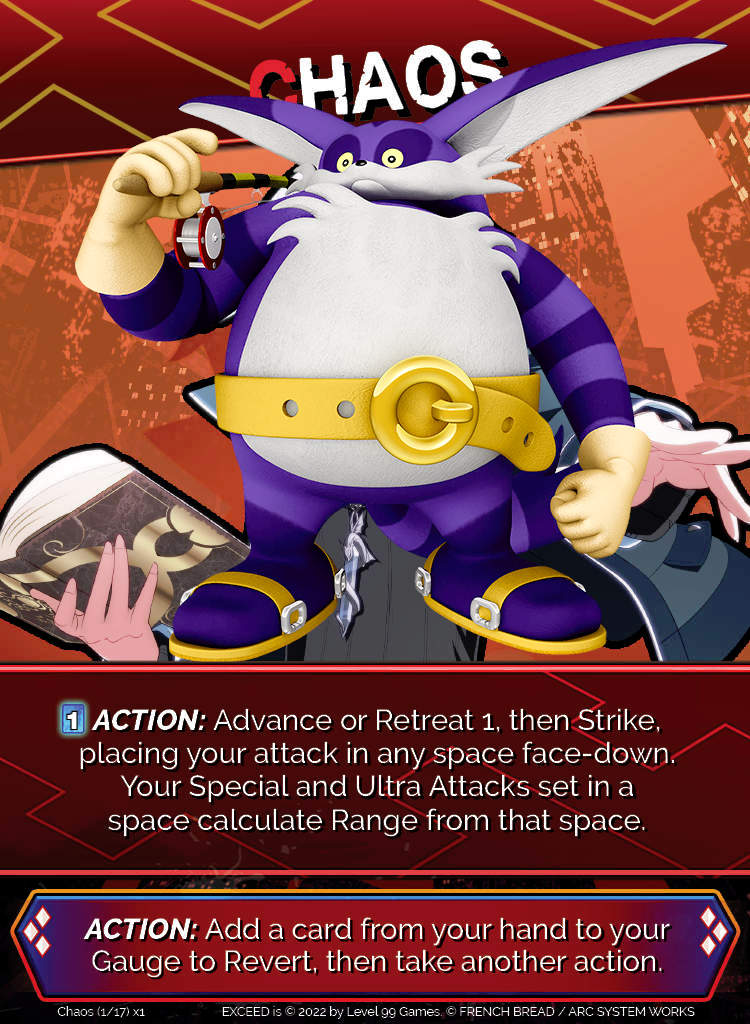 CHAOS
1 ACTION: Advance or Retreat 1, then Strike,
placing your attack in any space face-down.
Your Special and Ultra Attacks set in a
space calculate Range from that space.
ACTION: Add a card from your hand to your
Gauge to Revert, then take another action.
Chaos (1/17) x1 EXCEED is © 2022 by Level 99 Games. © FRENCH BREAD / ARC SYSTEM WORKS